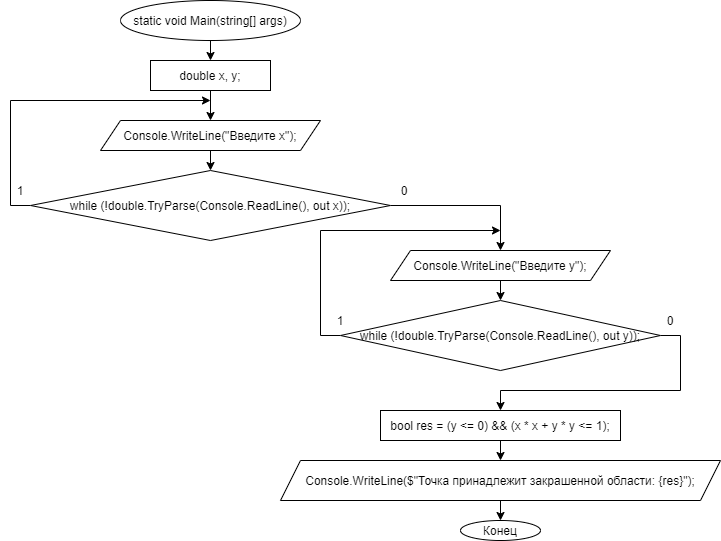 static void Main(string[] args)
double x, y;
Console.WriteLine("Введите x");
1
while (!double.TryParse(Console.ReadLine(), out x));
0
Console.WriteLine("Введите y");
1
while (!double.TryParse(Console.ReadLine(), out y));
0
bool res = (y <= 0) && (x * x + y * y <= 1);
Console.WriteLine($"Точка принадлежит закрашенной области: {res}");
Конец